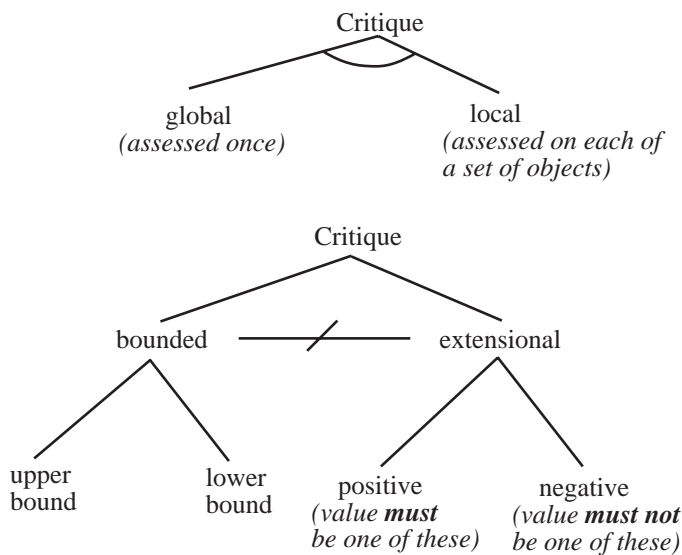 Critique
global
(assessed once)
local
(assessed on each of
a set of objects)
Critique
bounded
extensional
upper
bound
lower
bound
positive
(value must
be one of these)
negative
(value must not
be one of these)